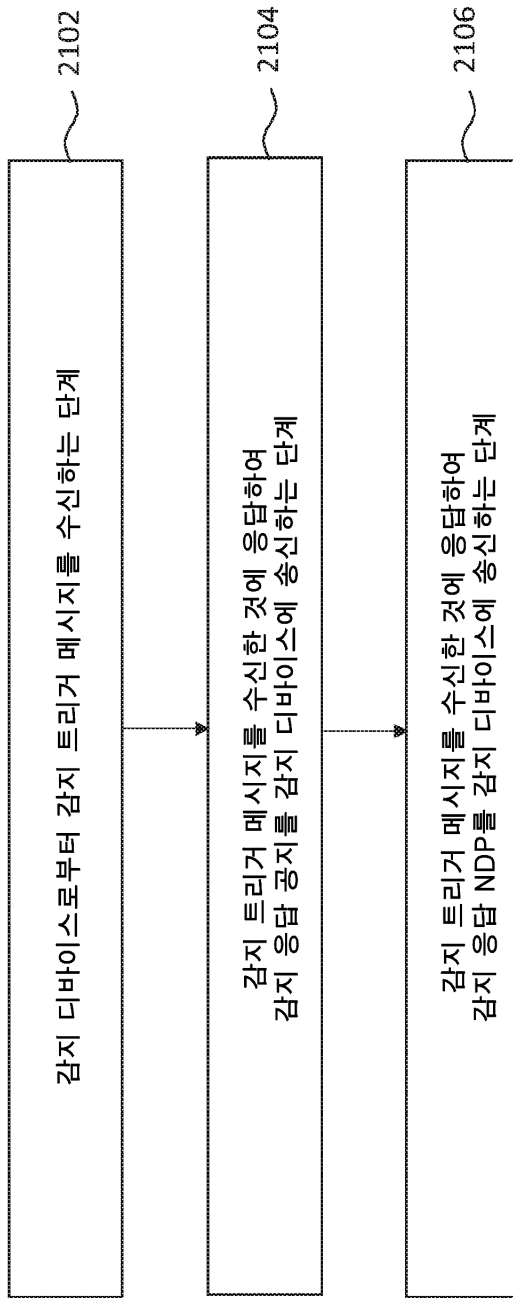 2102
감지 디바이스로부터 감지 트리거 메시지를 수신하는 단계
2104
감지 트리거 메시지를 수신한 것에 응답하여
감지 응답 공지를 감지 디바이스에 송신하는 단계
2106
감지 트리거 메시지를 수신한 것에 응답하여
감지 응답 NDP를 감지 디바이스에 송신하는 단계